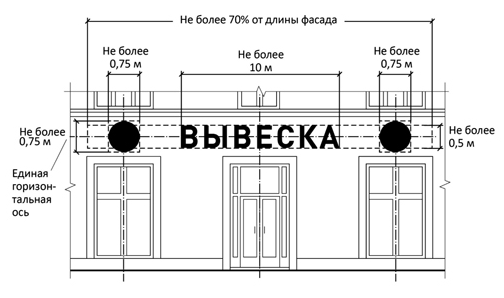 Не более 70% от длины фасада
Не более
0,75 м
Не более
10 м
Не более
0,75 м
Не более
0,75 м
ВЫВЕСКА
Не более
0,5 м
Единая
горизон-
тальная
ось